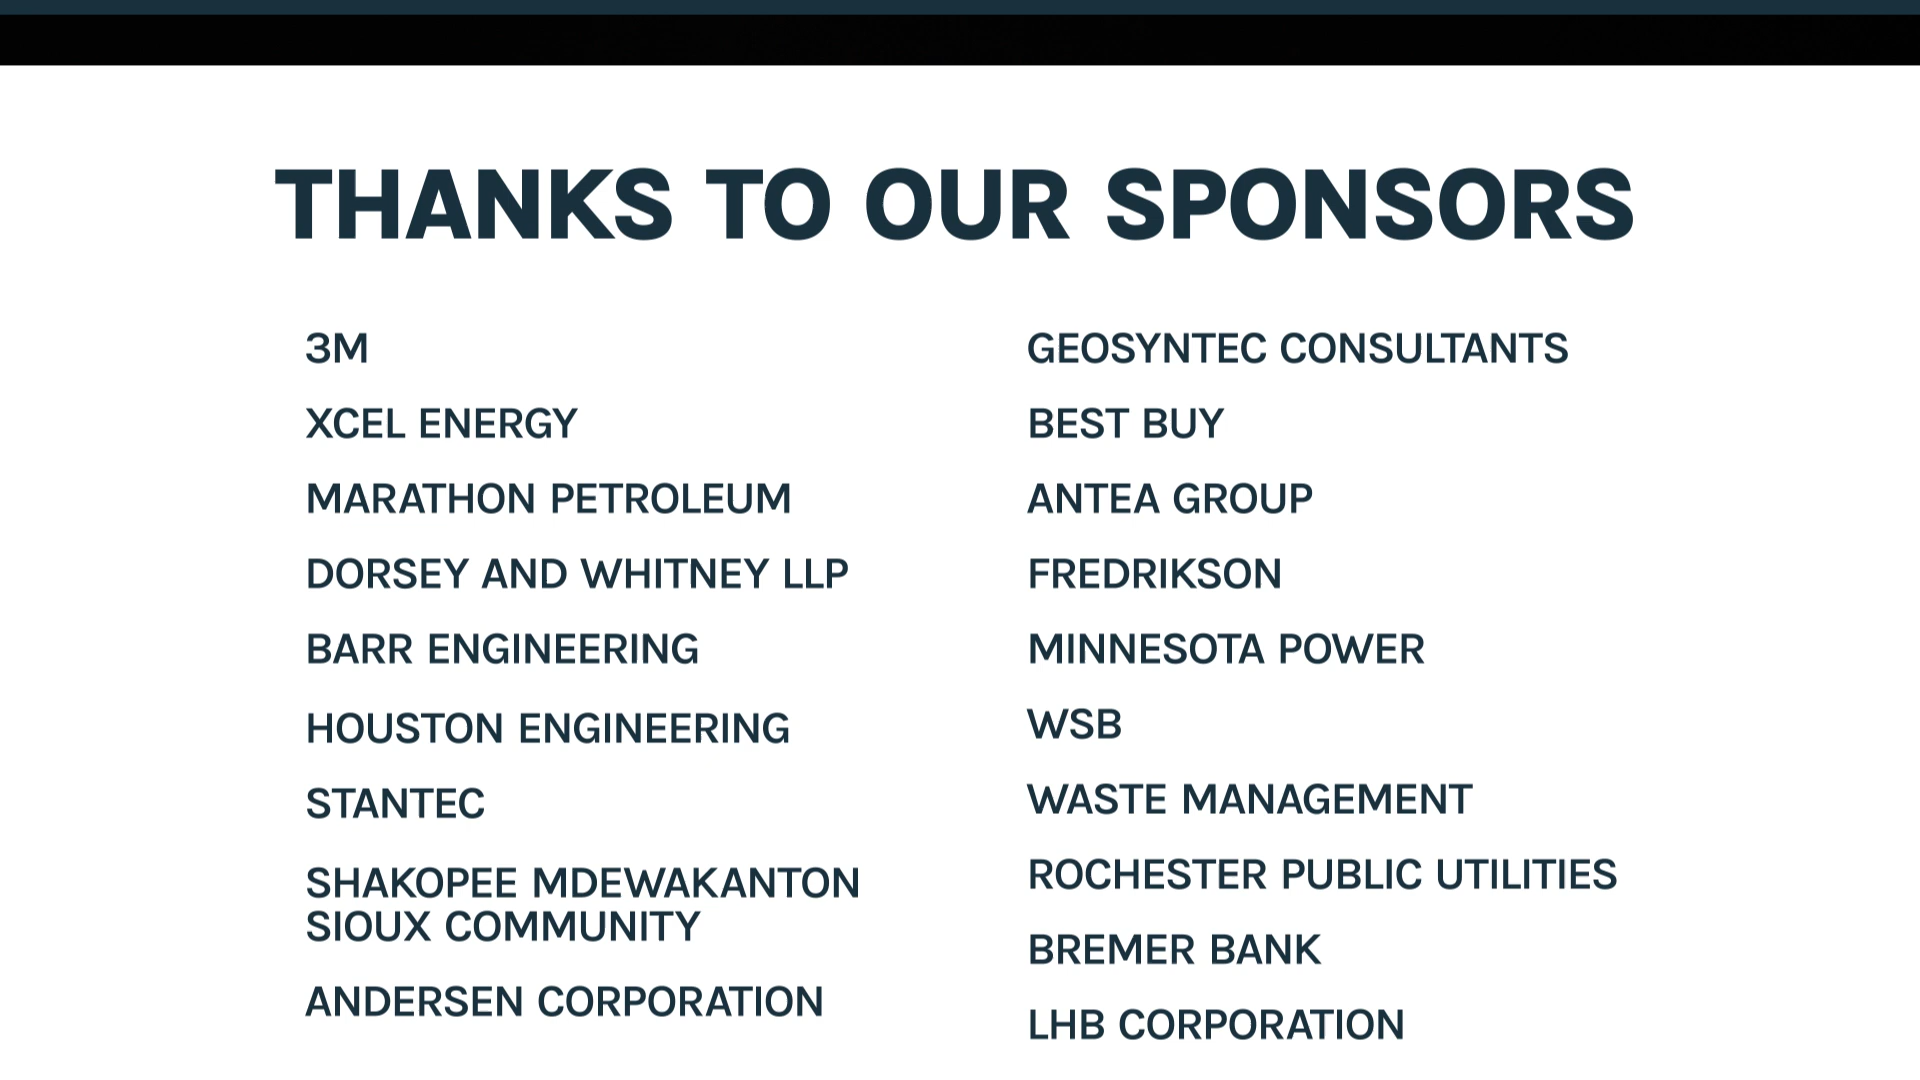 THANKS TO OUR SPONSORS
3M
XCEL ENERGY
MARATHON PETROLEUM
DORSEY AND WHITNEY LLP
BARR ENGINEERING
HOUSTON ENGINEERING
STANTEC
SHAKOPEE MDEWAKANTON
SIOUX COMMUNITY
ANDERSEN CORPORATION
GEOSYNTEC CONSULTANTS
BEST BUY
ANTEA GROUP
FREDRIKSON
MINNESOTA POWER
WSB
WASTE MANAGEMENT
ROCHESTER PUBLIC UTILITIES
BREMER BANK
LHB CORPORATION